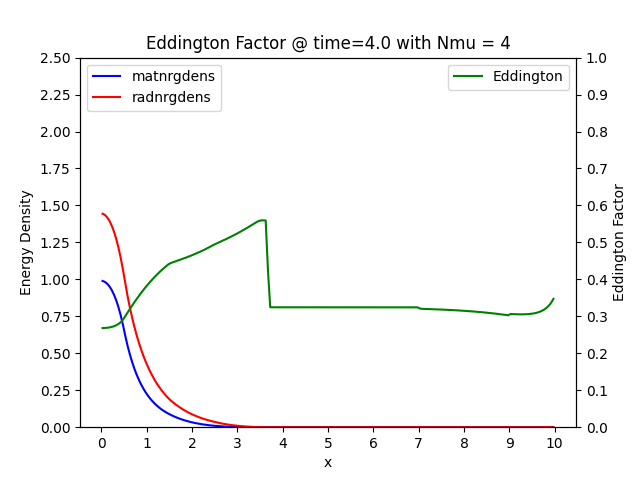 Eddington Factor @ time=4.0 with Nmu = 4
matnrgdens
radnrgdens
Eddington
2.50
2.25
2.00
1.75
1.50
1.25
1.00
0.75
0.50
0.25
0.00
Energy Density
1.0
0.9
0.8
0.7
0.6
0.5
0.4
0.3
0.2
0.1
0.0
Eddington Factor
0 1 2 3 4 5 6 7 8 9 10
x